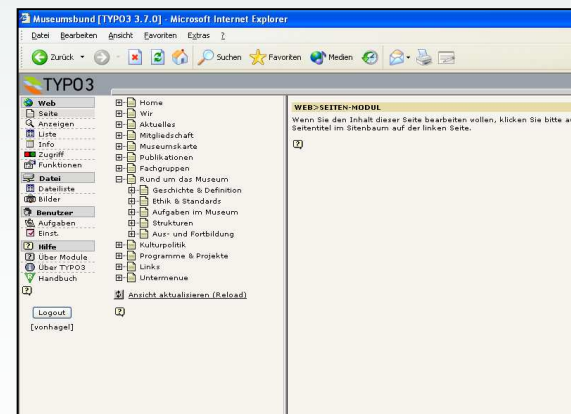 Museumsbund [TYPO3 3.7.0] - Microsoft Internet Explorer
Datei Bearbeiten Ansicht Favoriten Extras ?
Zurück Suchen Favoriten Medien
TYPO3
Web
Seite
Anzeigen
Liste
Info
Zugriff
Funktionen
Datei
Dateiliste
Bilder
Benutzer
Aufgaben
Einst.
Hilfe
Über Module
Über TYPO3
Handbuch
Logout
[vonhagel]
Home
Wir
Aktuelles
Mitgliedschaft
Museumskarte
Publikationen
Fachgruppen
Rund um das Museum
Geschichte & Definition
Ethik & Standards
Aufgaben im Museum
Strukturen
Aus- und Fortbildung
Kulturpolitik
Programme & Projekte
Links
Untermenue
Ansicht aktualisieren (Reload)
WEB>SEITEN-MODUL
Wenn Sie den Inhalt dieser Seite bearbeiten wollen, klicken Sie bitte
Seitentitel im Sitenbaum auf der linken Seite.